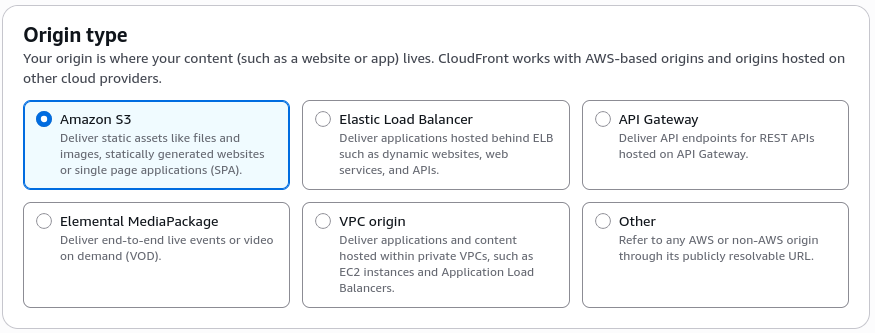 Origin type
Your origin is where your content (such as a website or app) lives. CloudFront works with AWS-based origins and origins hosted on
other cloud providers.
Amazon S3
Deliver static assets like files and
images, statically generated websites
or single page applications (SPA).
Elastic Load Balancer
Deliver applications hosted behind ELB
such as dynamic websites, web
services, and APIs.
API Gateway
Deliver API endpoints for REST APIs
hosted on API Gateway.
Elemental MediaPackage
Deliver end-to-end live events or video
on demand (VOD).
VPC origin
Deliver applications and content
hosted within private VPCs, such as
EC2 instances and Application Load
Balancers.
Other
Refer to any AWS or non-AWS origin
through its publicly resolvable URL.